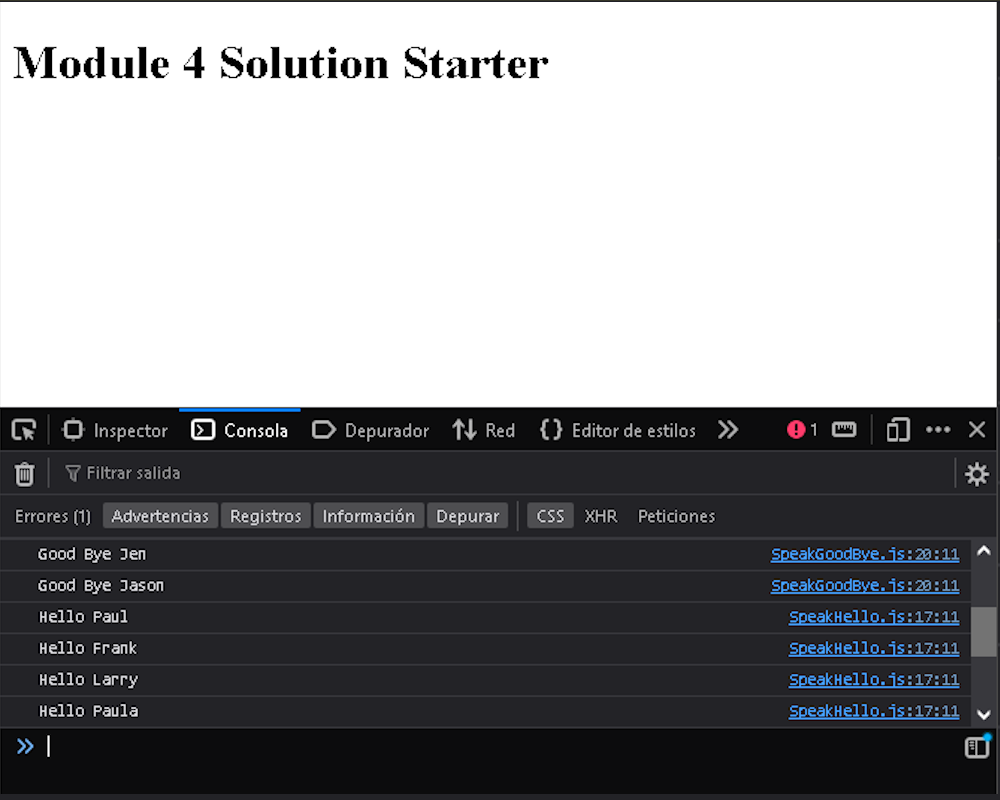 Module 4 Solution Starter
Inspector Consola Depurador Red Editor de estilos 1
Filtrar salida
Errores (1) Advertencias Registros Información Depurar CSS XHR Peticiones
Good Bye Jen SpeakGoodBye.js:20:11
Good Bye Jason SpeakGoodBye.js:20:11
Hello Paul SpeakHello.js:17:11
Hello Frank SpeakHello.js:17:11
Hello Larry SpeakHello.js:17:11
Hello Paula SpeakHello.js:17:11